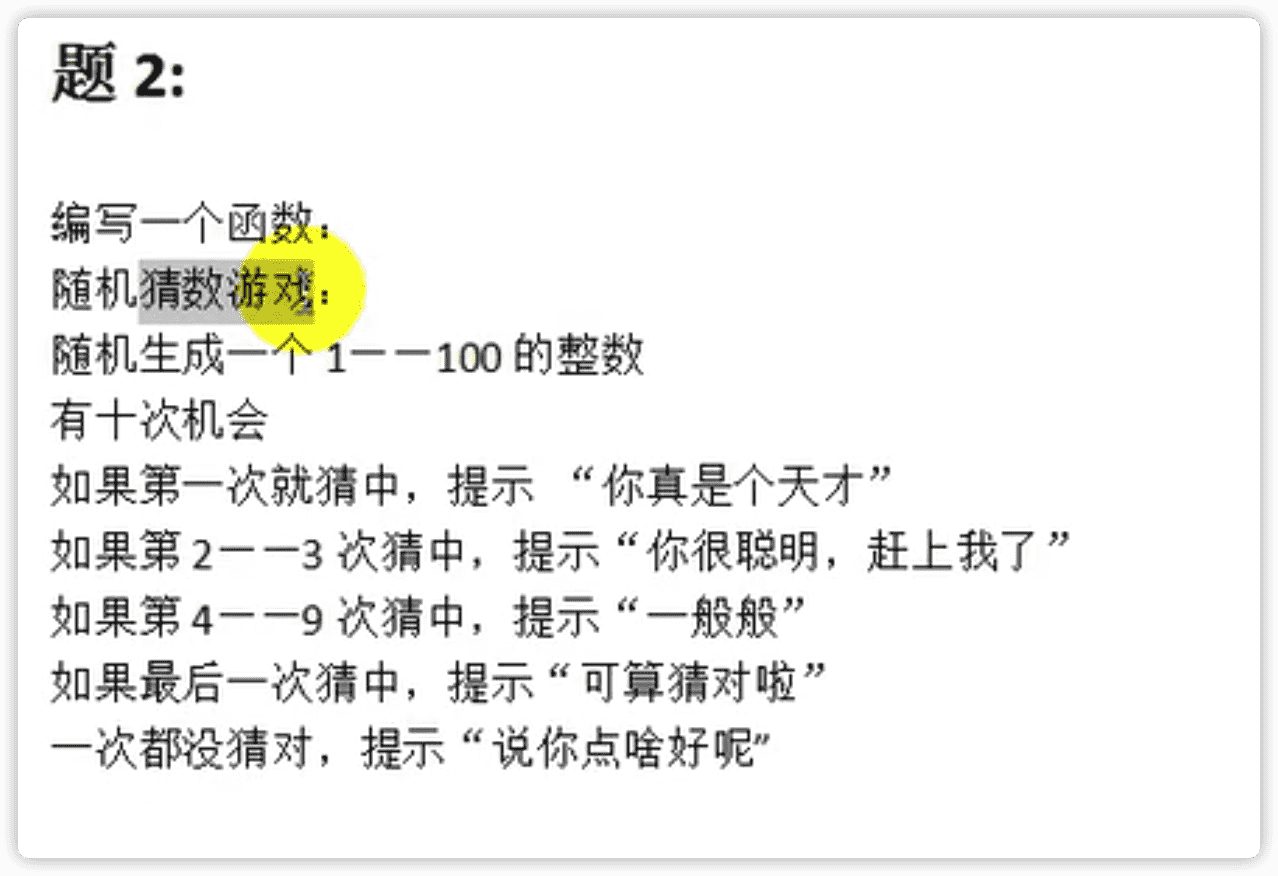 题 2:
编写一个函数：
随机猜数游戏：
随机生成一个 1——100 的整数
有十次机会
如果第一次就猜中，提示 “你真是个天才”
如果第 2——3 次猜中，提示“你很聪明，赶上我了”
如果第 4——9 次猜中，提示“一般般”
如果最后一次猜中，提示“可算猜对啦”
一次都没猜对，提示“说你点啥好呢”